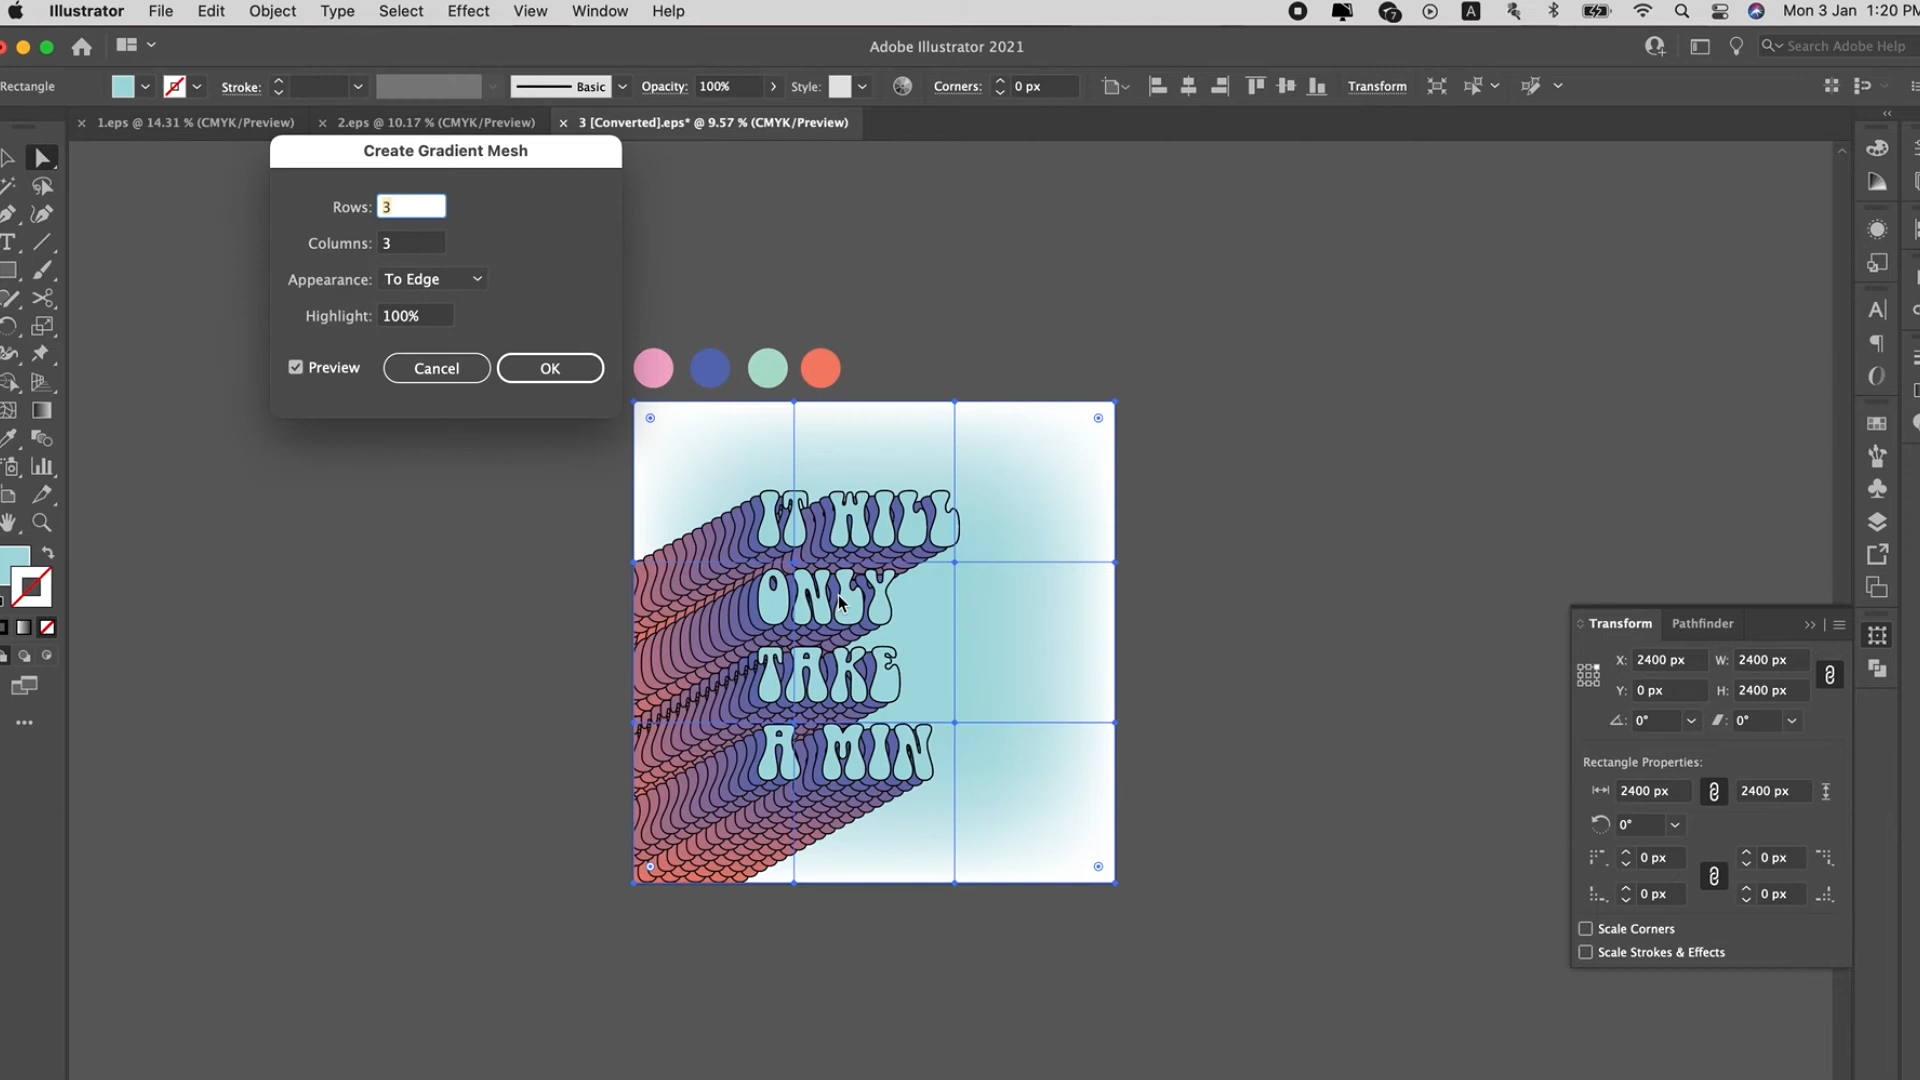 Illustrator File Edit Object Type Select Effect View Window Help Mon 3 Jan 1:20 PM
Adobe Illustrator 2021 Search Adobe Help
Rectangle Stroke: Basic Opacity: 100% Style: Corners: 0 px Transform
1.eps @ 14.31 % (CMYK/Preview) 2.eps @ 10.17 % (CMYK/Preview) 3 [Converted].eps* @ 9.57 % (CMYK/Preview)
Create Gradient Mesh
Rows: 3
Columns: 3
Appearance: To Edge
Highlight: 100%
Preview Cancel OK
IT WILL
ONLY
TAKE
A MIN
Transform Pathfinder
X: 2400 px W: 2400 px
Y: 0 px H: 2400 px
0° 0°
Rectangle Properties:
2400 px 2400 px
0°
0 px 0 px
0 px 0 px
Scale Corners
Scale Strokes & Effects